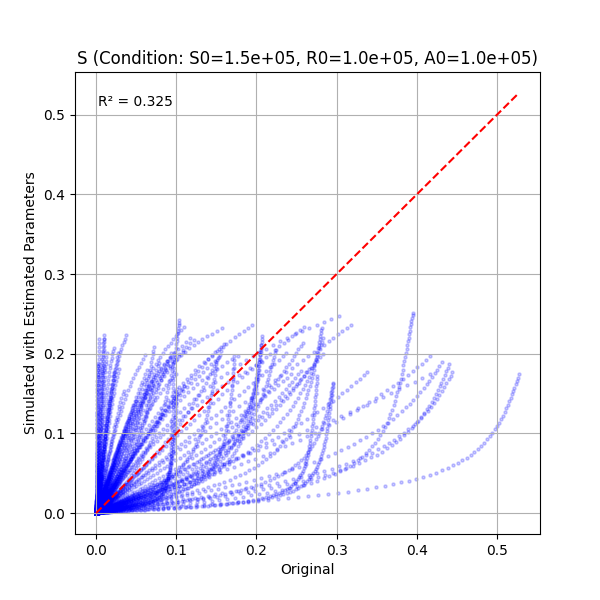 S (Condition: S0=1.5e+05, R0=1.0e+05, A0=1.0e+05)
R² = 0.325
Simulated with Estimated Parameters
0.5
0.4
0.3
0.2
0.1
0.0
0.0 0.1 0.2 0.3 0.4 0.5
Original